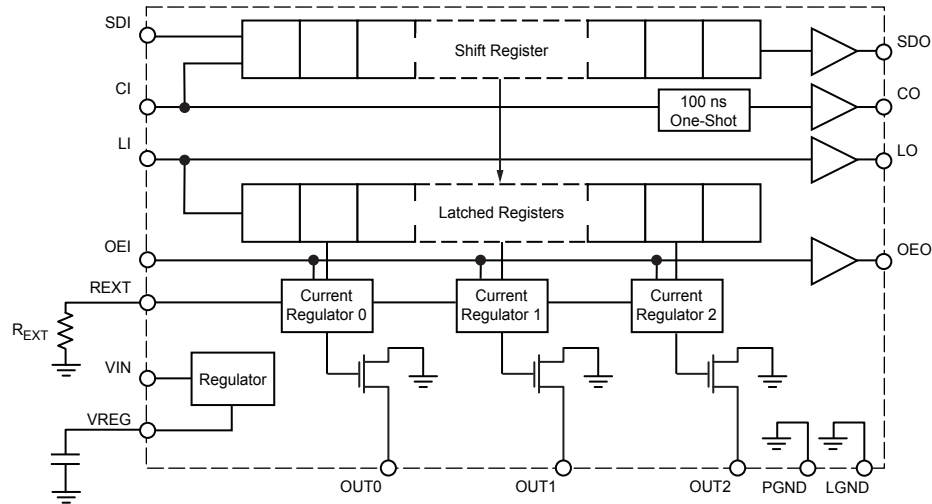 SDI
Shift Register
SDO
CI
100 ns
One-Shot
CO
LI
LO
Latched Registers
OEI
OEO
REXT
Current
Regulator 0
Current
Regulator 1
Current
Regulator 2
REXT
VIN
Regulator
VREG
OUT0
OUT1
OUT2
PGND
LGND